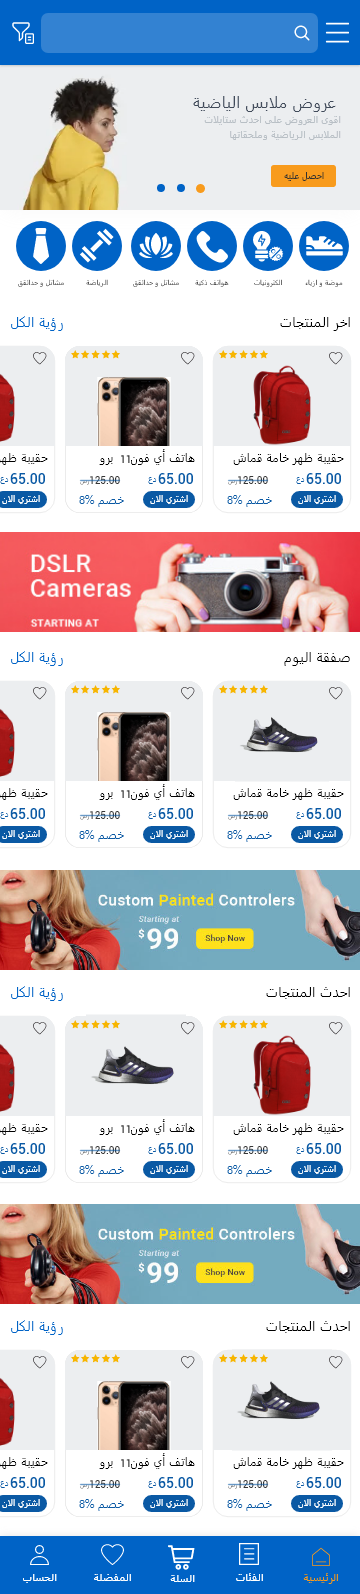 عروض ملابس الياضية
اقوى العروض على احدث ستايلات
الملابس الرياضية وملحقاتها
احصل عليه
موضة و ازياء
الكترونيات
هواتف ذكية
مشاتل و حدائق
الرياضة
مشاتل و حدائق
اخر المنتجات
رؤية الكل
حقيبة ظهر خامة قماش
65.00
125.00
اشتري الان
خصم 8%
هاتف أي فون11 برو
65.00
125.00
اشتري الان
خصم 8%
حقيبة ظهر
65.00
اشتري الان
DSLR
Cameras
STARTING AT
صفقة اليوم
رؤية الكل
حقيبة ظهر خامة قماش
65.00
125.00
اشتري الان
خصم 8%
هاتف أي فون11 برو
65.00
125.00
اشتري الان
خصم 8%
حقيبة ظهر
65.00
اشتري الان
Custom Painted Controlers
Starting at
$99
Shop Now
احدث المنتجات
رؤية الكل
حقيبة ظهر خامة قماش
65.00
125.00
اشتري الان
خصم 8%
هاتف أي فون11 برو
65.00
125.00
اشتري الان
خصم 8%
حقيبة ظهر
65.00
اشتري الان
Custom Painted Controlers
Starting at
$99
Shop Now
احدث المنتجات
رؤية الكل
حقيبة ظهر خامة قماش
65.00
125.00
اشتري الان
خصم 8%
هاتف أي فون11 برو
65.00
125.00
اشتري الان
خصم 8%
حقيبة ظهر
65.00
اشتري الان
الرئيسية
الفئات
السلة
المفضلة
الحساب